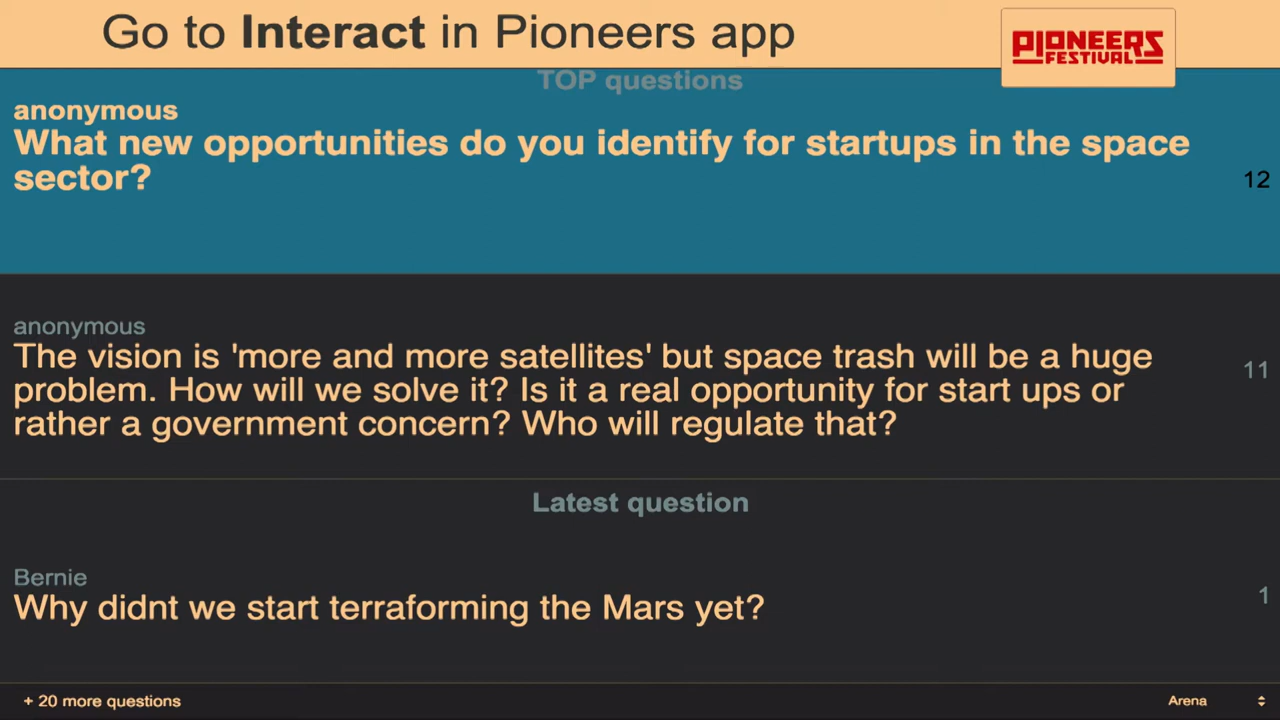 Go to Interact in Pioneers app
PIONEERS
FESTIVAL
TOP questions
anonymous
What new opportunities do you identify for startups in the space
sector?
12
anonymous
The vision is 'more and more satellites' but space trash will be a huge
problem. How will we solve it? Is it a real opportunity for start ups or
rather a government concern? Who will regulate that?
11
Latest question
Bernie
Why didnt we start terraforming the Mars yet?
1
+ 20 more questions
Arena